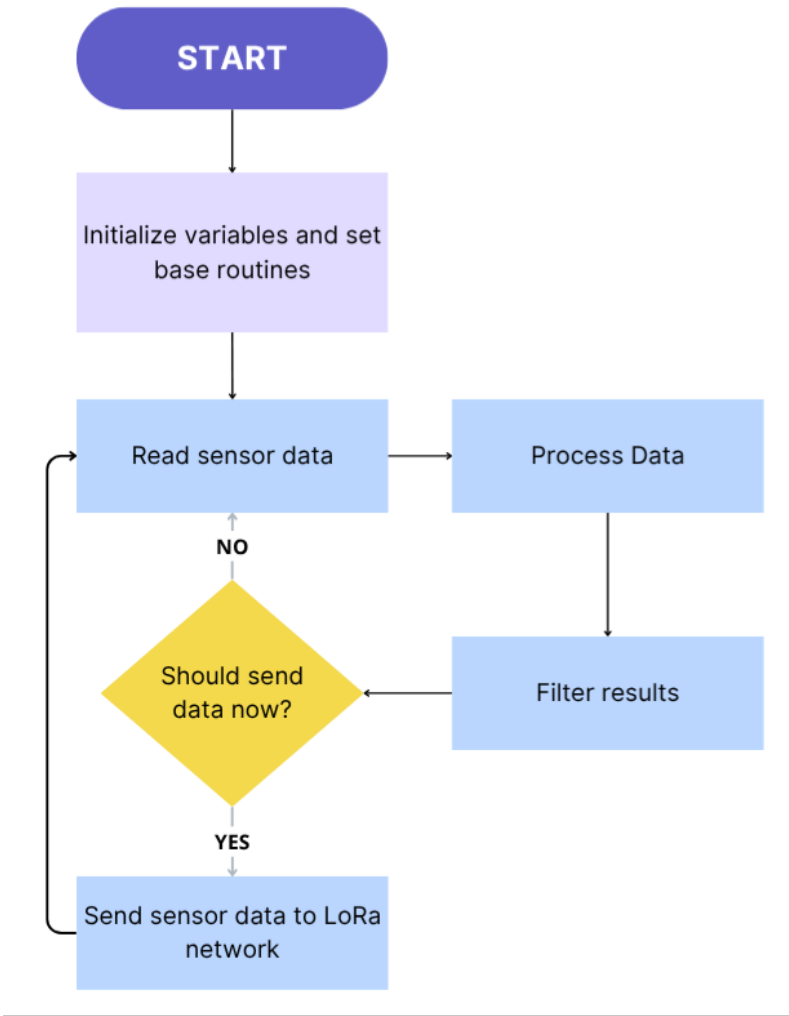 START
Initialize variables and set
base routines
Read sensor data
Process Data
NO
Should send
data now?
Filter results
YES
Send sensor data to LoRa
network